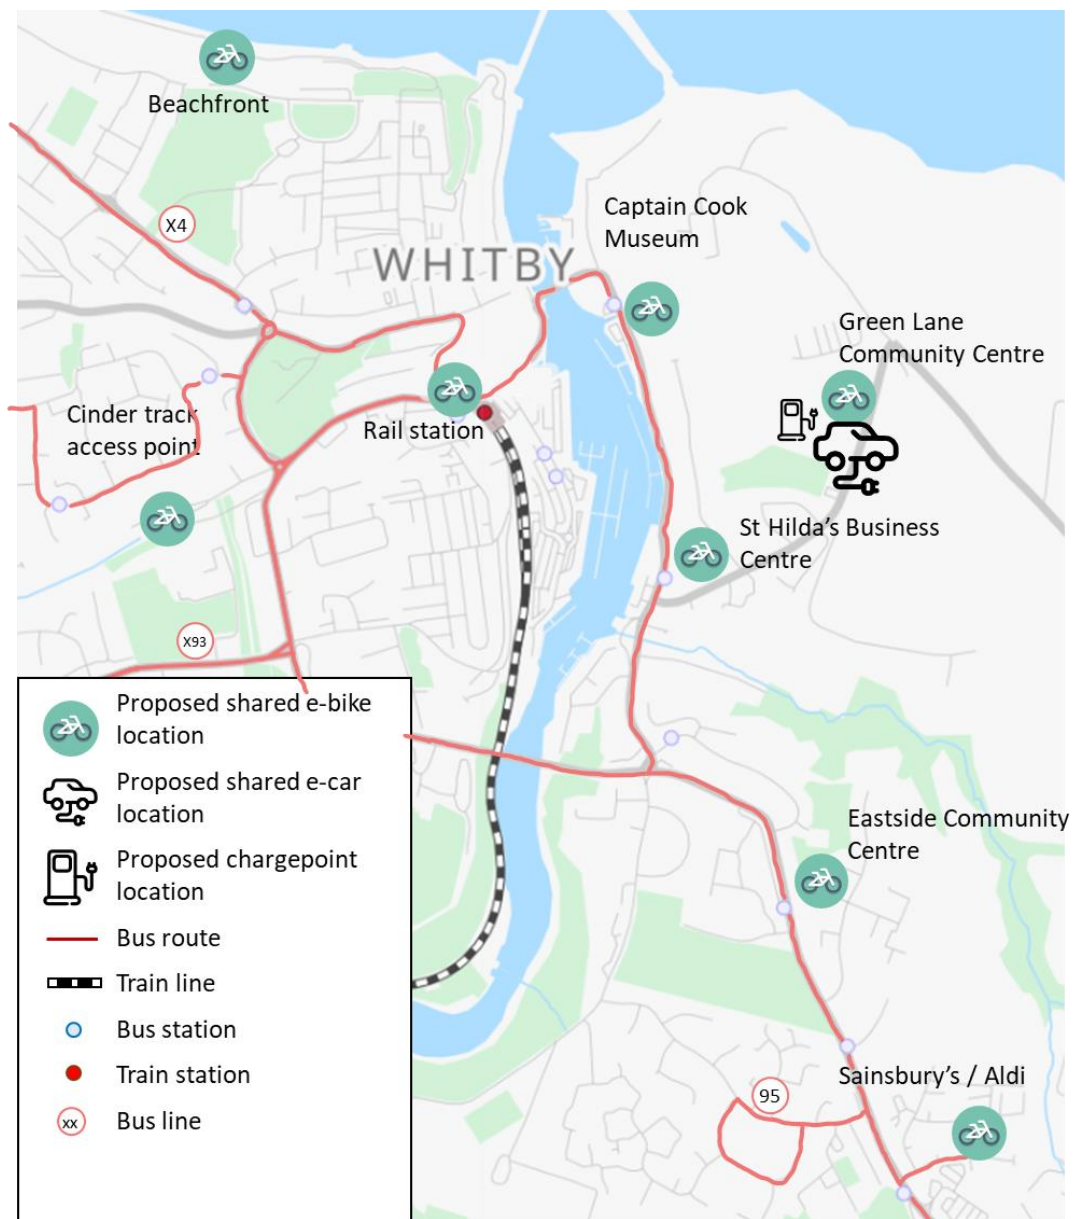 Beachfront
Captain Cook
Museum
X4
WHITBY
Green Lane
Community Centre
Cinder track
access point
Rail station
St Hilda's Business
Centre
X93
Proposed shared e-bike
location
Proposed shared e-car
location
Proposed chargepoint
location
Bus route
Train line
Bus station
Train station
xx
Bus line
Eastside Community
Centre
Sainsbury's / Aldi
95